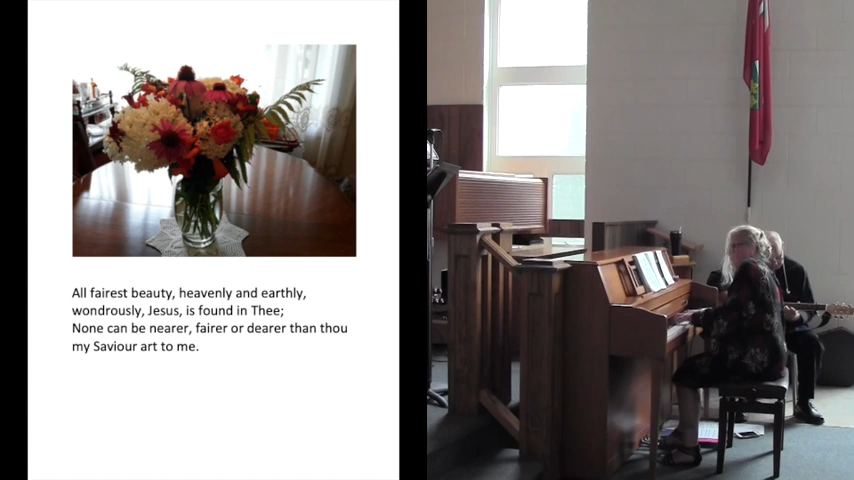 All fairest beauty, heavenly and earthly,
wondrously, Jesus, is found in Thee;
None can be nearer, fairer or dearer than thou
my Saviour art to me.